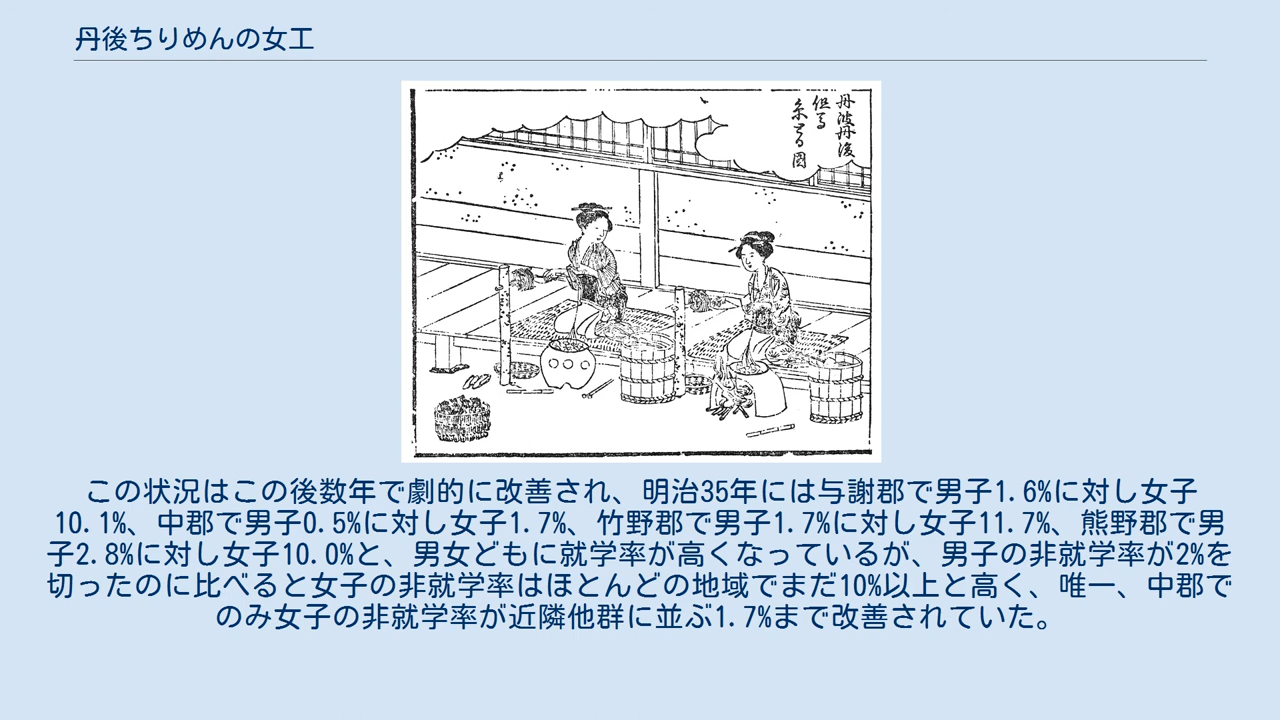 丹後ちりめんの女工
丹波丹後
但馬
糸とる図
この状況はこの後数年で劇的に改善され、明治35年には与謝郡で男子1.6%に対し女子
10.1%、中郡で男子0.5%に対し女子1.7%、竹野郡で男子1.7%に対し女子11.7%、熊野郡で男
子2.8%に対し女子10.0%と、男女どもに就学率が高くなっているが、男子の非就学率が2%を
切ったのに比べると女子の非就学率はほとんどの地域でまだ10%以上と高く、唯一、中郡で
のみ女子の非就学率が近隣他群に並ぶ1.7%まで改善されていた。